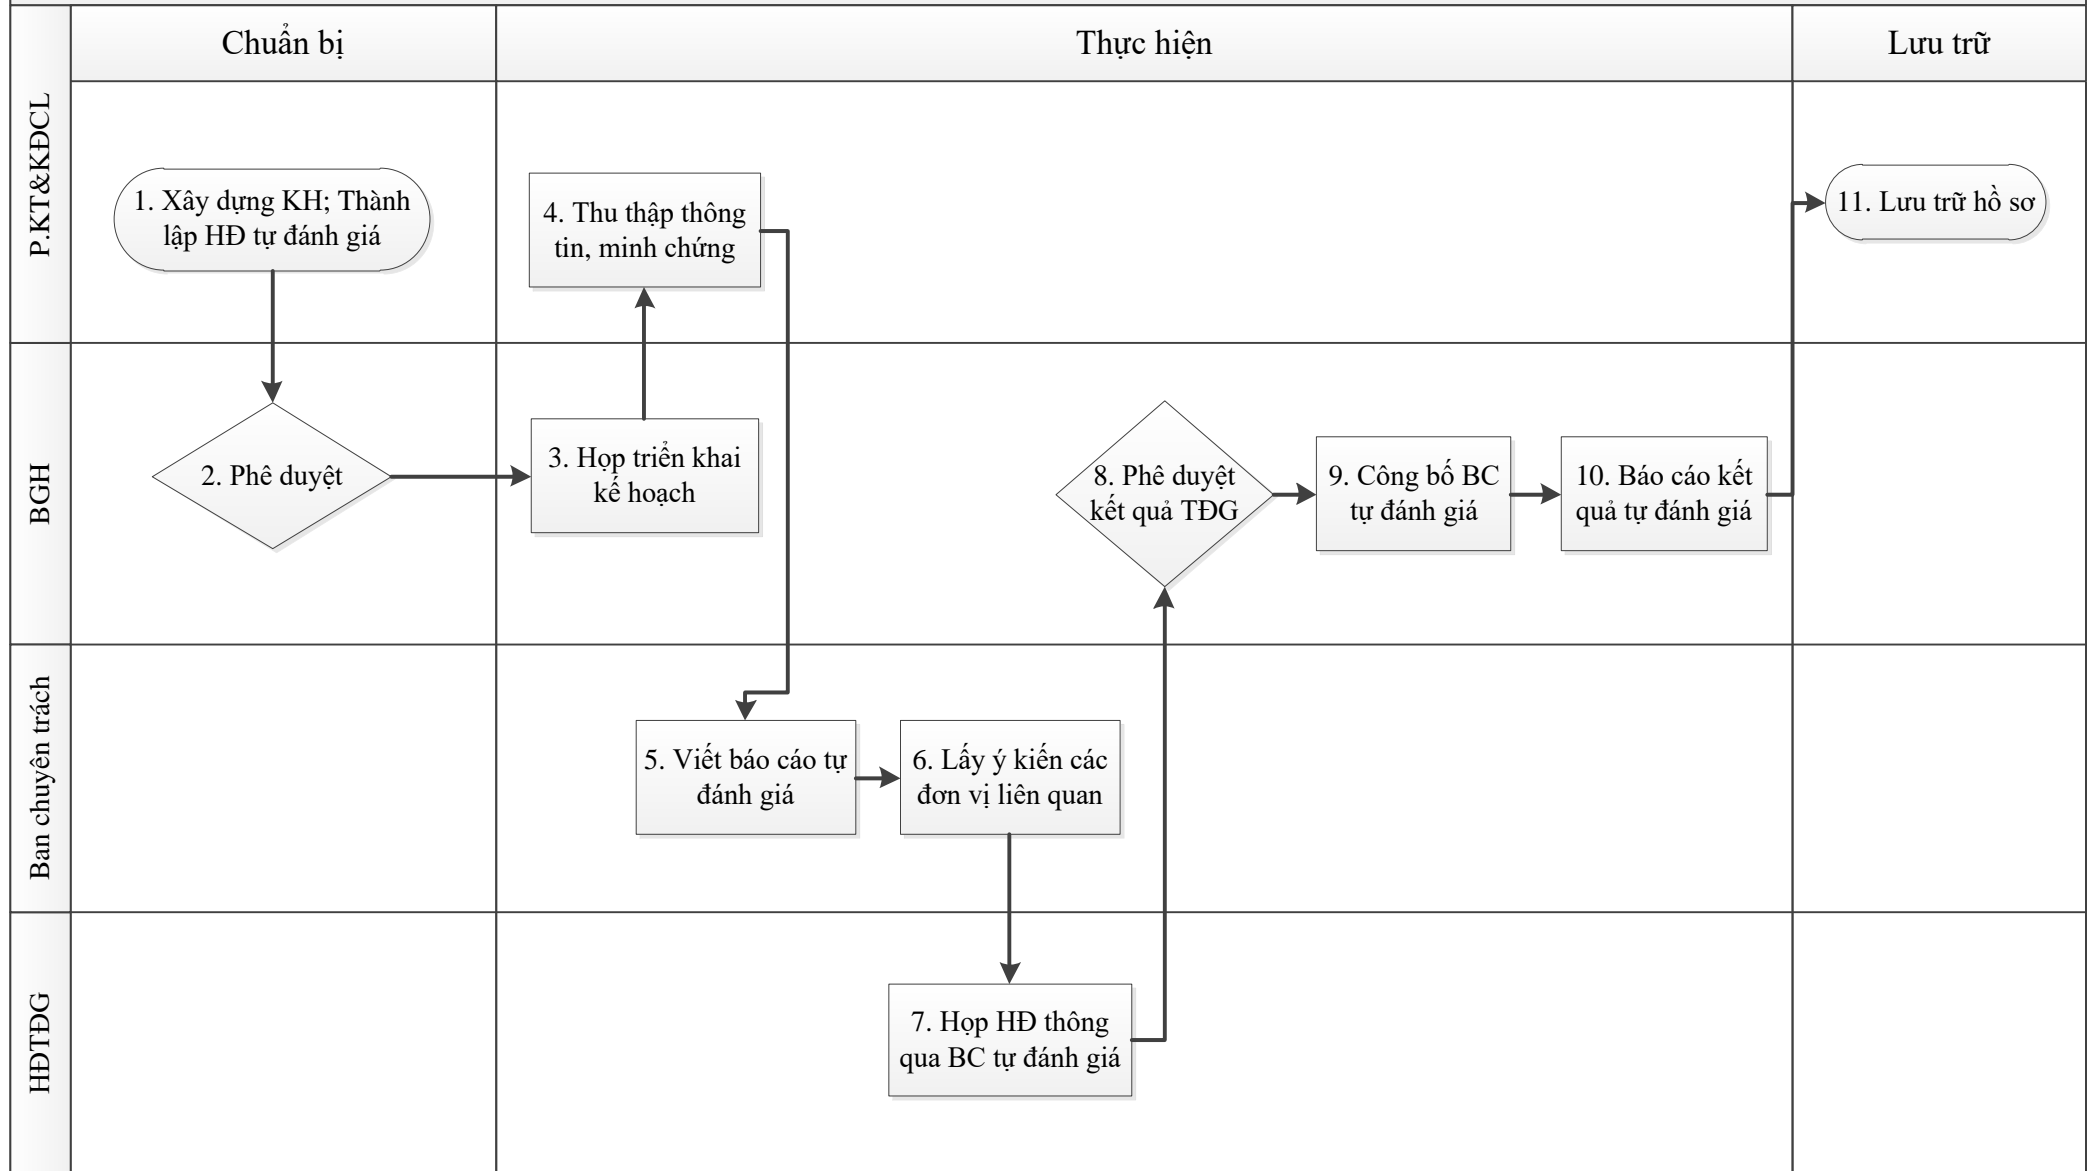 Chuẩn bị
Thực hiện
Lưu trữ
P.KT&KĐCL
1. Xây dựng KH; Thành
lập HĐ tự đánh giá
4. Thu thập thông
tin, minh chứng
11. Lưu trữ hồ sơ
BGH
2. Phê duyệt
3. Họp triển khai
kế hoạch
8. Phê duyệt
kết quả TĐG
9. Công bố BC
tự đánh giá
10. Báo cáo kết
quả tự đánh giá
Ban chuyên trách
5. Viết báo cáo tự
đánh giá
6. Lấy ý kiến các
đơn vị liên quan
HĐTĐG
7. Họp HĐ thông
qua BC tự đánh giá